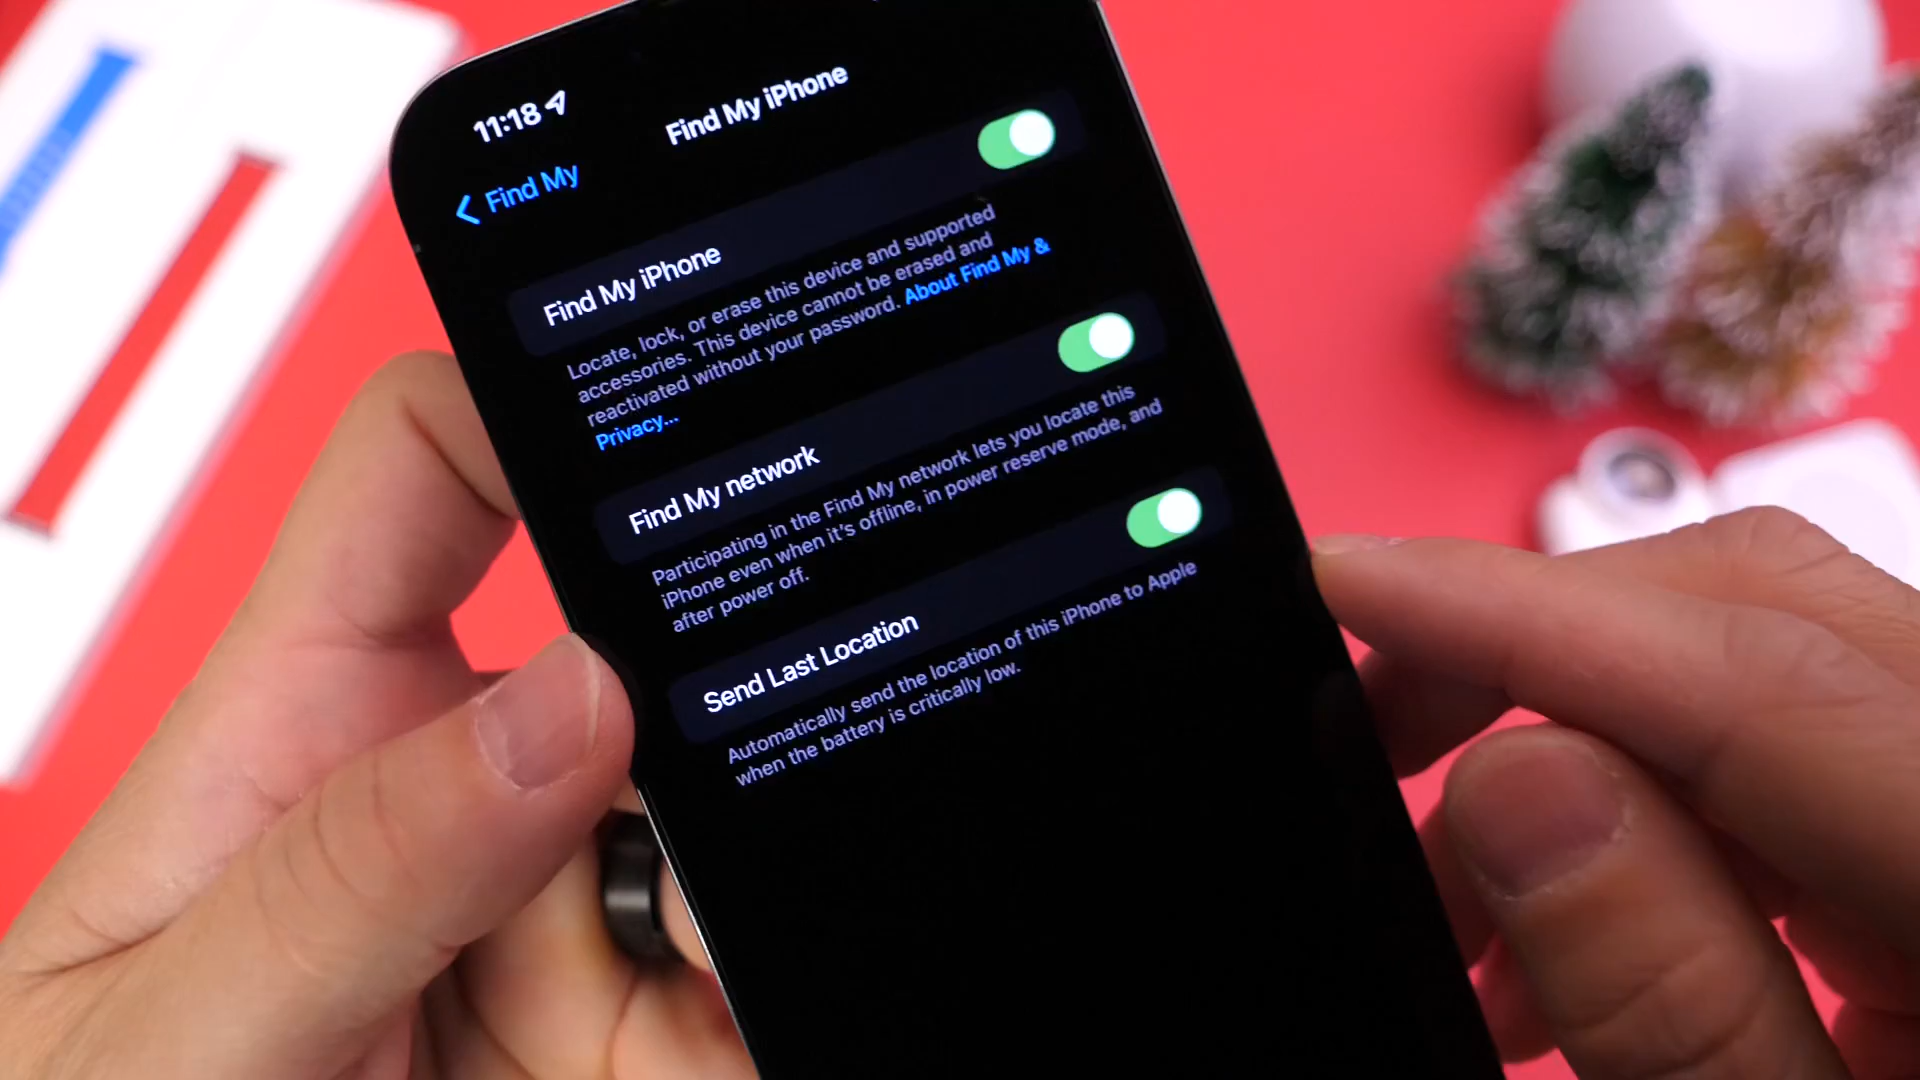 11:18
Find My
Find My iPhone
Find My iPhone
Locate, lock, or erase this device and supported
accessories. This device cannot be erased and
reactivated without your password. About Find My &
Privacy...
Find My network
Participating in the Find My network lets you locate this
iPhone even when it's offline, in power reserve mode, and
after power off.
Send Last Location
Automatically send the location of this iPhone to Apple
when the battery is critically low.